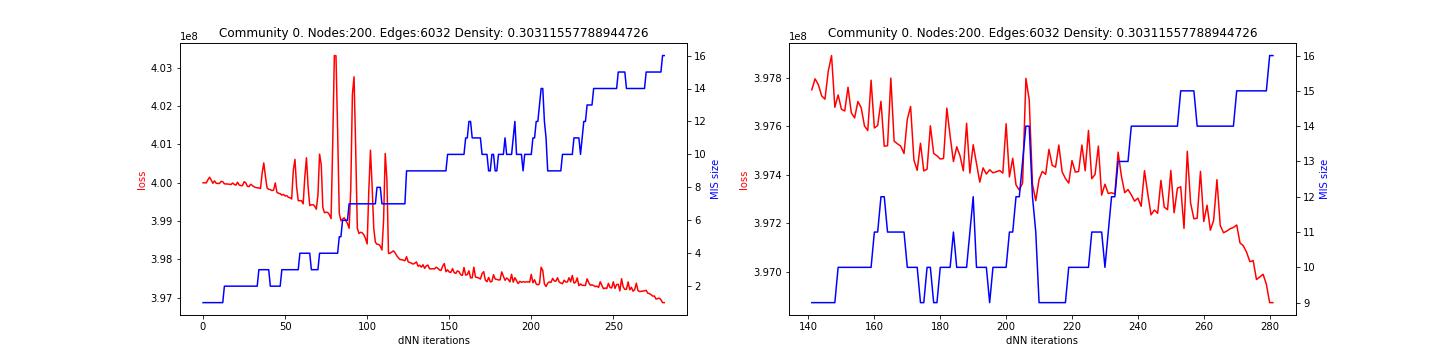 Community 0. Nodes:200. Edges:6032 Density: 0.30311557788944726
1e8
4.03
4.02
4.01
4.00
3.99
3.98
3.97
loss
16
14
12
10
8
6
4
2
MIS size
0 50 100 150 200 250
dNN iterations
Community 0. Nodes:200. Edges:6032 Density: 0.30311557788944726
1e8
3.978
3.976
3.974
3.972
3.970
loss
16
15
14
13
12
11
10
9
MIS size
140 160 180 200 220 240 260 280
dNN iterations